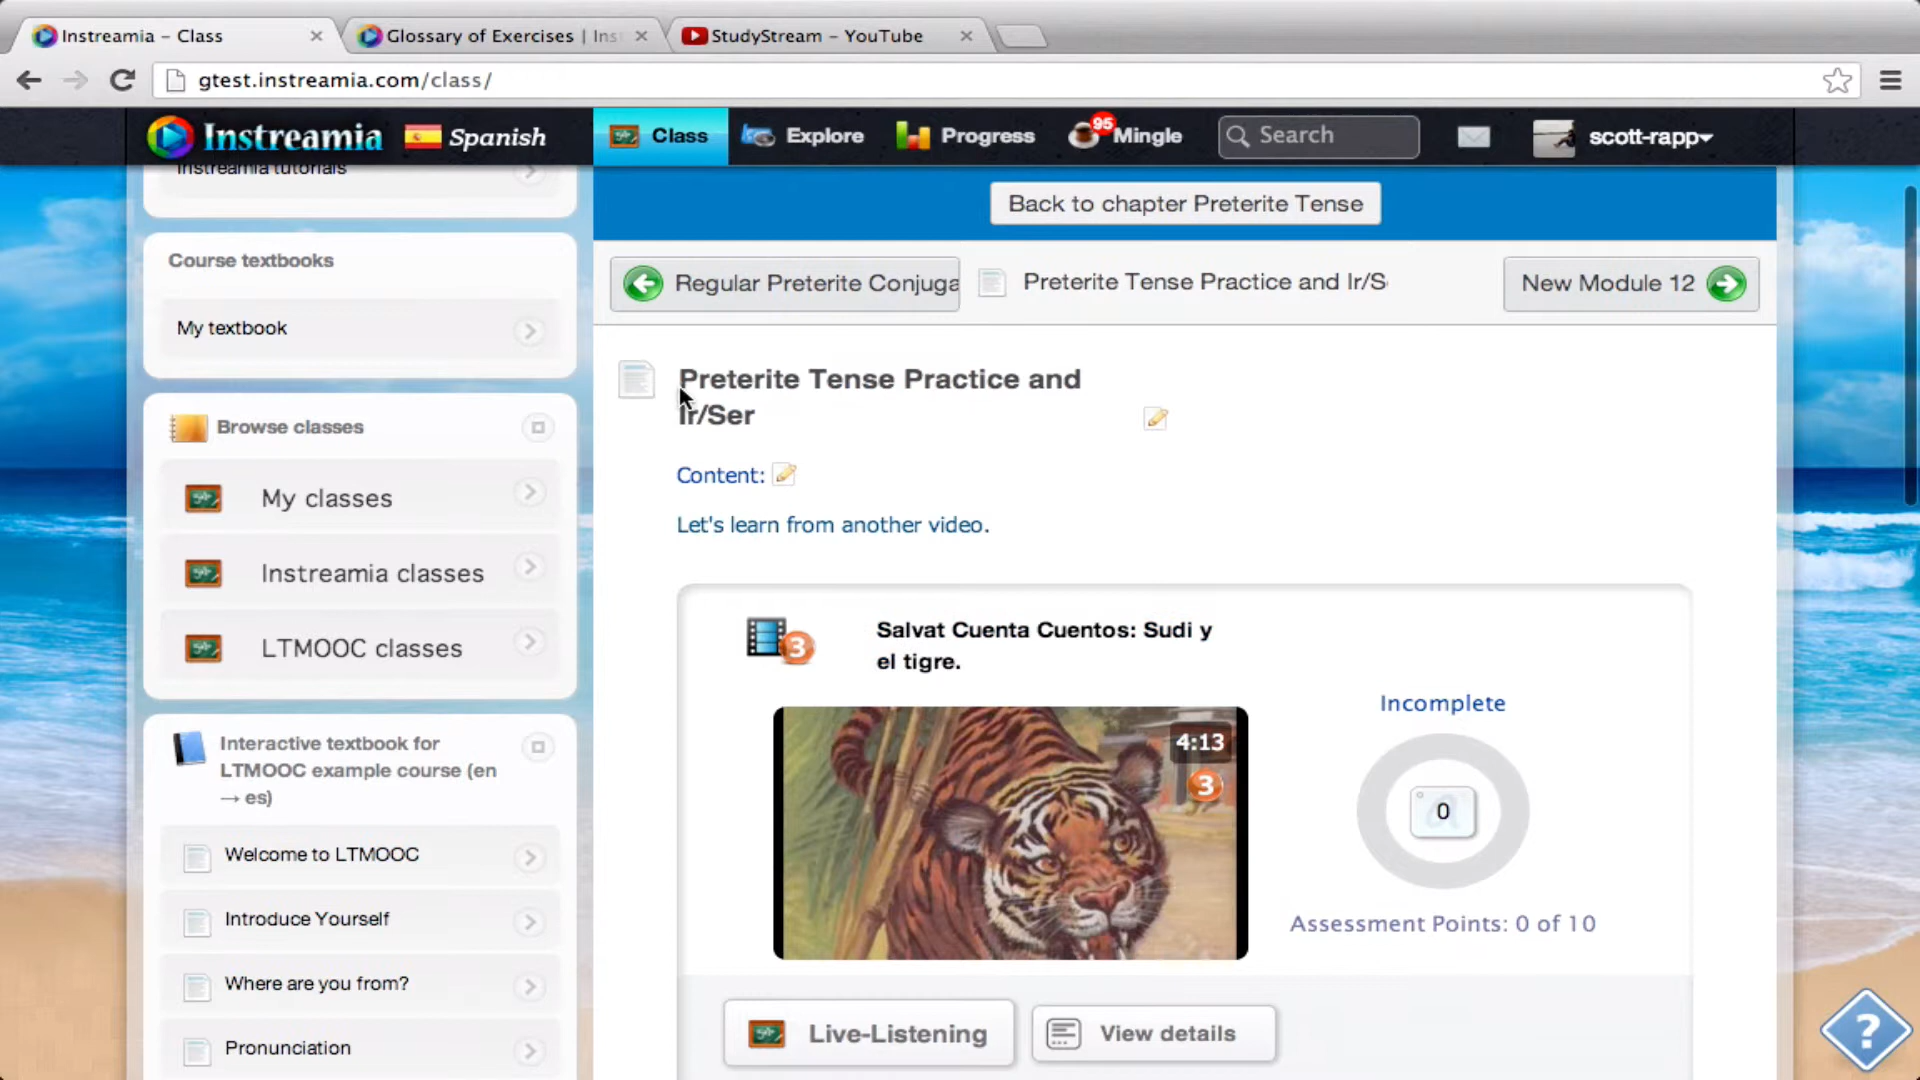 Instreamia – Class
Glossary of Exercises | Inst
StudyStream – YouTube
gtest.instreamia.com/class/
Instreamia
Spanish
Class
Explore
Progress
95
Mingle
Search
scott-rapp
Instreamia tutorials
Back to chapter Preterite Tense
Course textbooks
My textbook
Regular Preterite Conjuga
Preterite Tense Practice and Ir/S
New Module 12
Preterite Tense Practice and
Ir/Ser
Content:
Let's learn from another video.
Browse classes
My classes
Instreamia classes
LTMOOC classes
3
Salvat Cuenta Cuentos: Sudi y
el tigre.
4:13
3
Incomplete
0
Assessment Points: 0 of 10
Interactive textbook for
LTMOOC example course (en
→ es)
Welcome to LTMOOC
Introduce Yourself
Where are you from?
Pronunciation
Live-Listening
View details
?